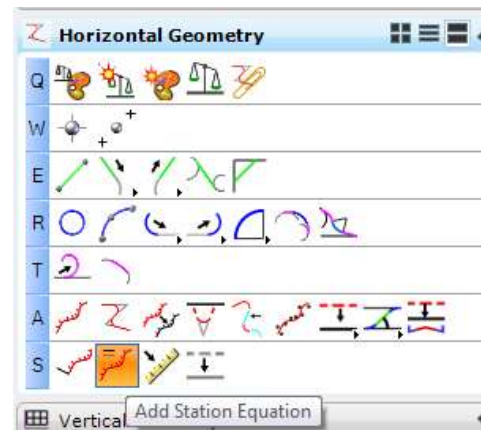 Horizontal Geometry
Q
W
E
R
T
A
S
Add Station Equation
Vertical